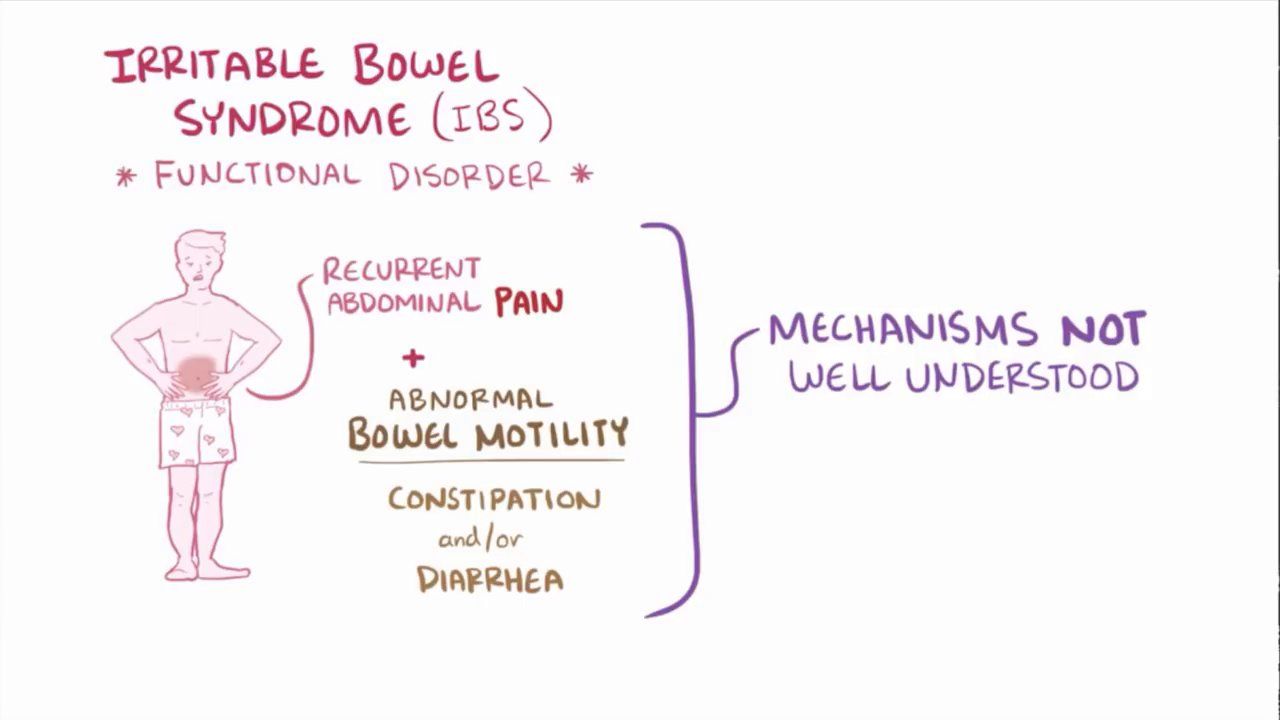 IRRITABLE BOWEL
SYNDROME (IBS)
* FUNCTIONAL DISORDER *
RECURRENT
ABDOMINAL PAIN
+
ABNORMAL
BOWEL MOTILITY
CONSTIPATION
and/or
DIARRHEA
MECHANISMS NOT
WELL UNDERSTOOD